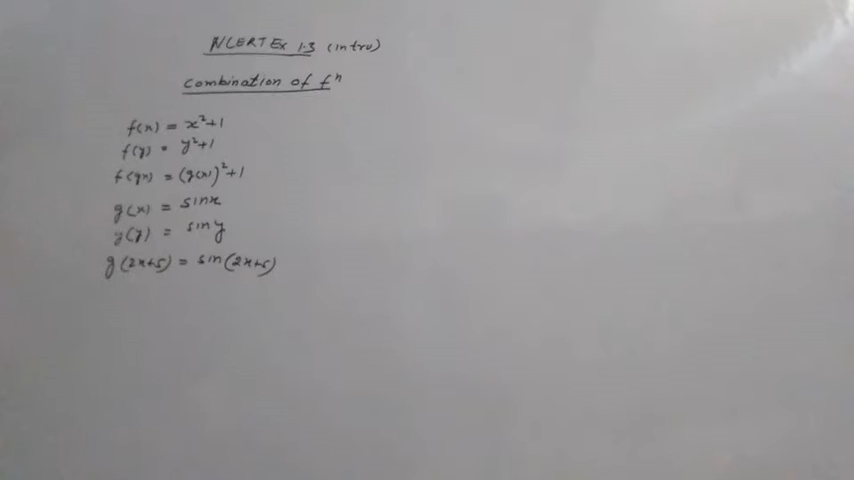 NCERT Ex 1.3 (intro)
Combination of fⁿ
f(x) = x²+1
f(y) = y²+1
f(gx) = (g(x))²+1
g(x) = sinx
g(y) = siny
g(2x+5) = sin(2x+5)